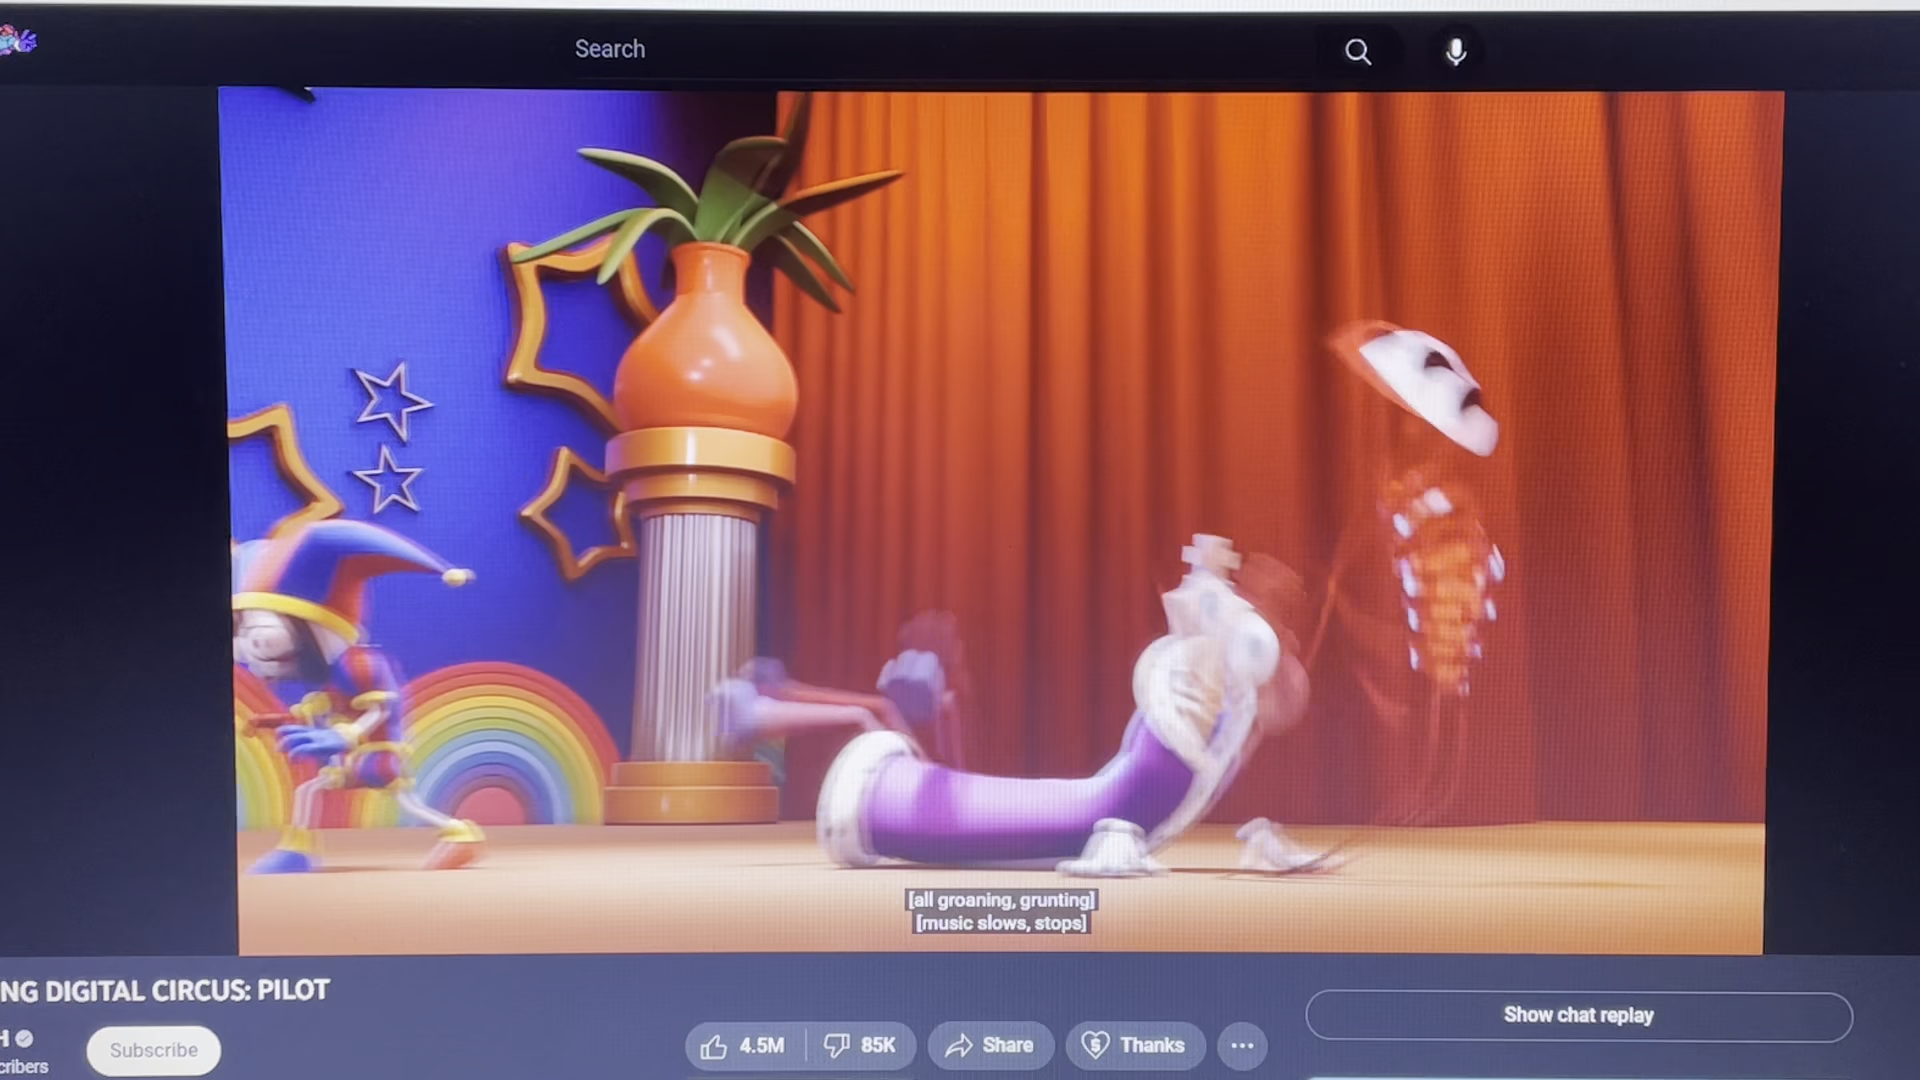 Search
[all groaning, grunting]
[music slows, stops]
NG DIGITAL CIRCUS: PILOT
H
cribers
Subscribe
4.5M
85K
Share
Thanks
Show chat replay